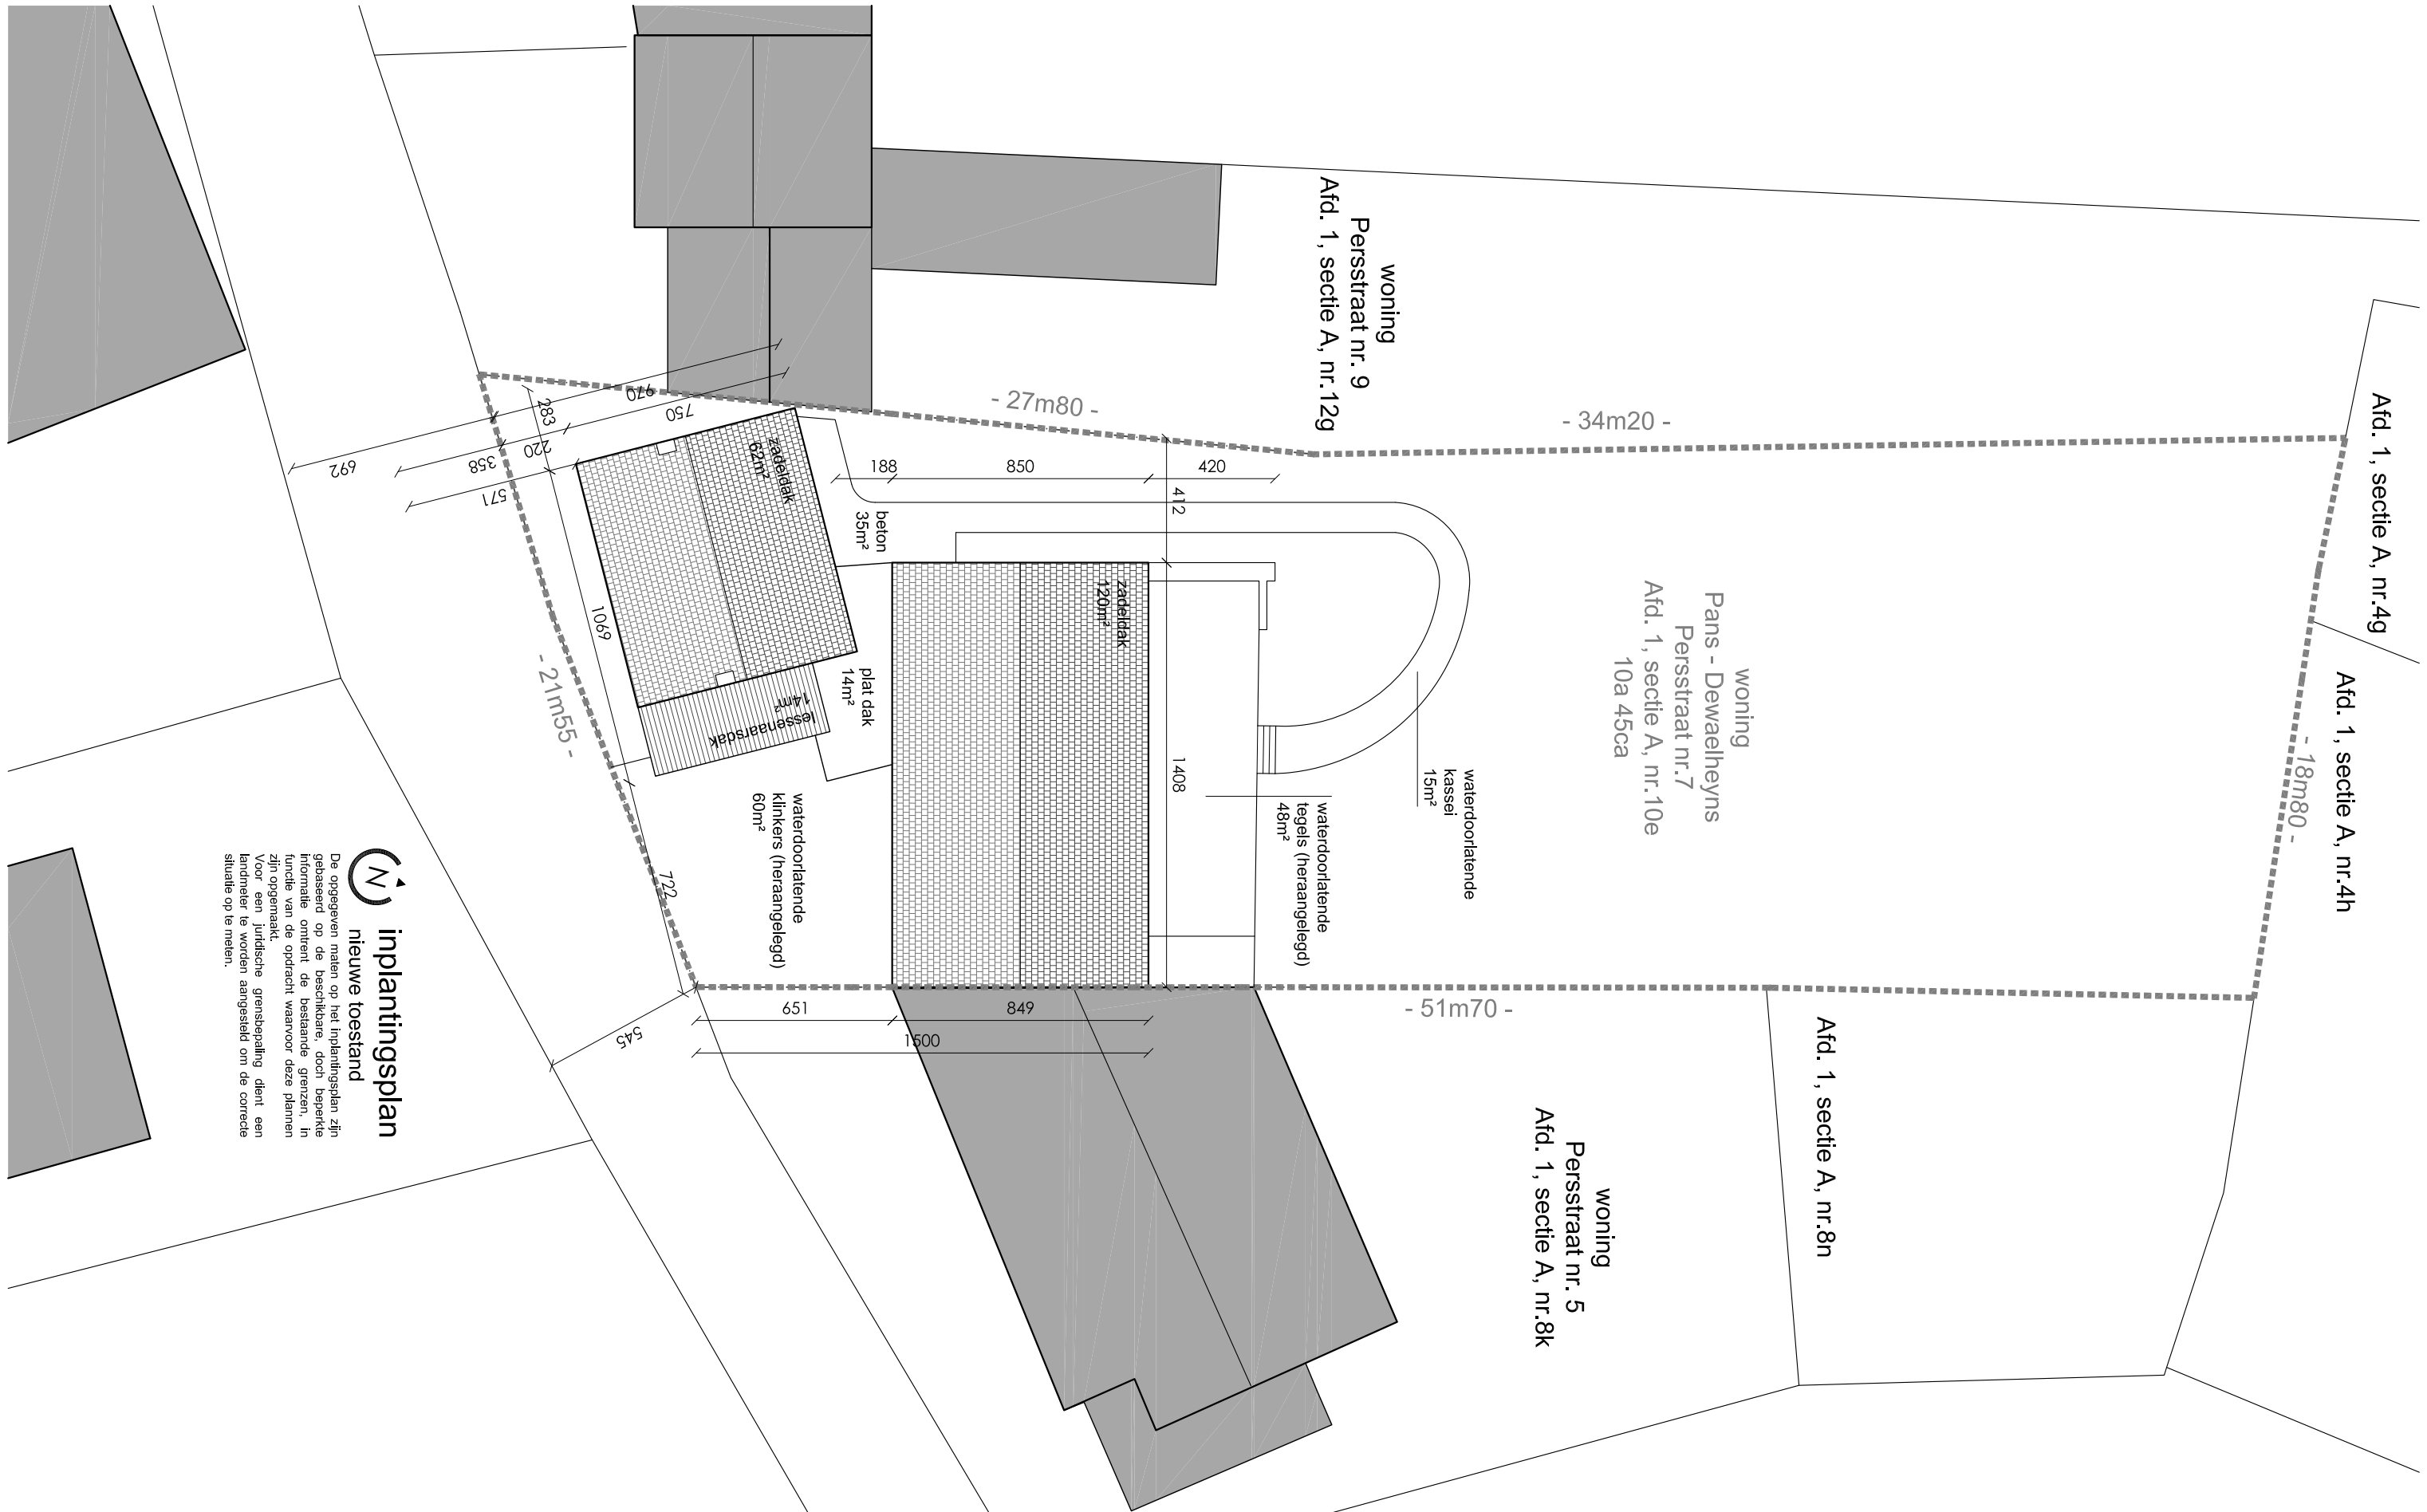 woning
Persstraat nr. 9
Afd. 1, sectie A, nr.12g
Afd. 1, sectie A, nr.4g
Afd. 1, sectie A, nr.4h
- 27m80 -
- 34m20 -
- 18m80 -
- 51m70 -
- 21m55 -
woning
Pans - Dewaelheyns
Persstraat nr.7
Afd. 1, sectie A, nr.10e
10a 45ca
970
750
283
220
358
692
571
1069
722
545
188
850
420
412
1408
651
849
1500
zadeldak
62m²
beton
35m²
zadeldak
120m²
plat dak
14m²
lessenaarsdak
14m²
waterdoorlatende
kassei
15m²
waterdoorlatende
tegels (heraangelegd)
48m²
waterdoorlatende
klinkers (heraangelegd)
60m²
woning
Persstraat nr. 5
Afd. 1, sectie A, nr.8k
Afd. 1, sectie A, nr.8n
N
inplantingsplan
nieuwe toestand
De opgegeven maten op het inplantingsplan zijn
gebaseerd op de beschikbare, doch beperkte
informatie omtrent de bestaande grenzen, in
functie van de opdracht waarvoor deze plannen
zijn opgemaakt.
Voor een juridische grensbepaling dient een
landmeter te worden aangesteld om de correcte
situatie op te meten.